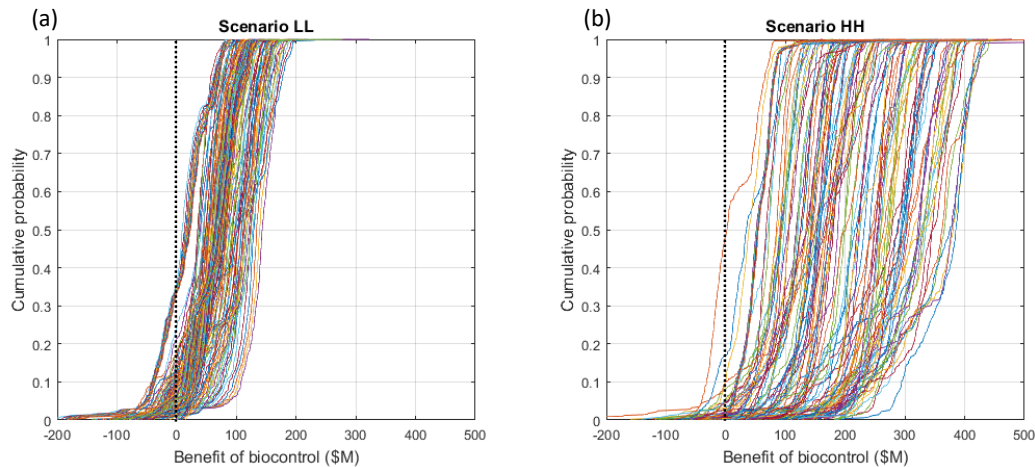 (a)
Scenario LL
Cumulative probability
1
0.9
0.8
0.7
0.6
0.5
0.4
0.3
0.2
0.1
0
-200 -100 0 100 200 300 400 500
Benefit of biocontrol ($M)
(b)
Scenario HH
Cumulative probability
1
0.9
0.8
0.7
0.6
0.5
0.4
0.3
0.2
0.1
0
-200 -100 0 100 200 300 400 500
Benefit of biocontrol ($M)